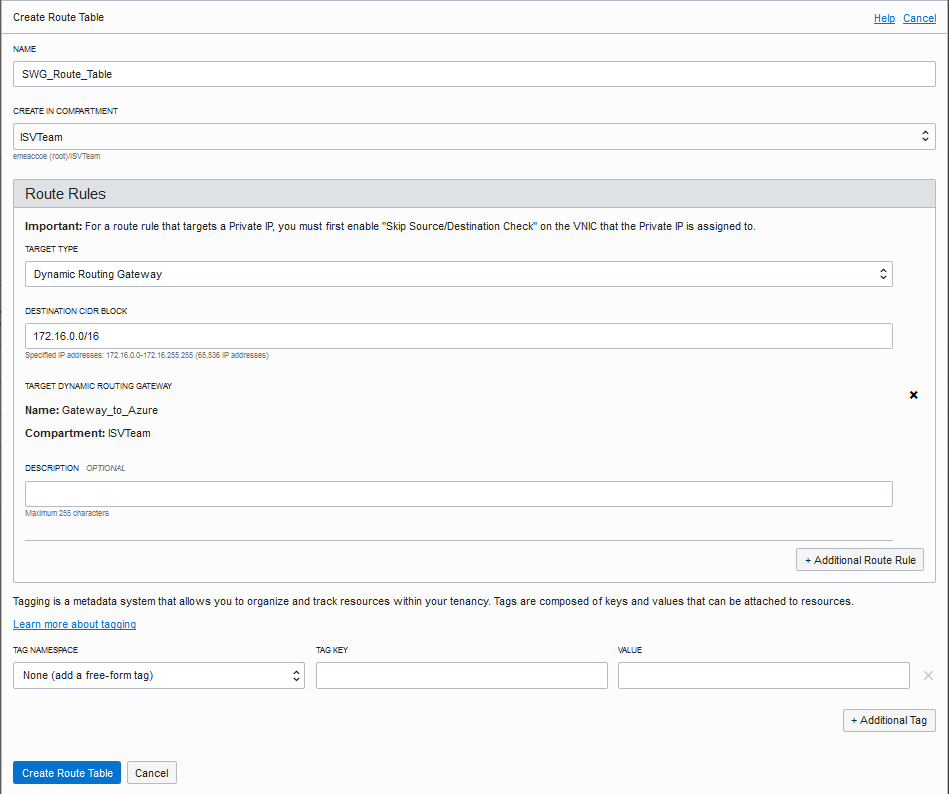 Create Route Table
Help Cancel
NAME
SWG_Route_Table
CREATE IN COMPARTMENT
ISVTeam
emeaccoe (root)/ISVTeam
Route Rules
Important: For a route rule that targets a Private IP, you must first enable "Skip Source/Destination Check" on the VNIC that the Private IP is assigned to.
TARGET TYPE
Dynamic Routing Gateway
DESTINATION CIDR BLOCK
172.16.0.0/16
Specified IP addresses: 172.16.0.0-172.16.255.255 (65,536 IP addresses)
TARGET DYNAMIC ROUTING GATEWAY
Name: Gateway_to_Azure
Compartment: ISVTeam
DESCRIPTION OPTIONAL
Maximum 255 characters
+ Additional Route Rule
Tagging is a metadata system that allows you to organize and track resources within your tenancy. Tags are composed of keys and values that can be attached to resources.
Learn more about tagging
TAG NAMESPACE TAG KEY VALUE
None (add a free-form tag)
+ Additional Tag
Create Route Table Cancel